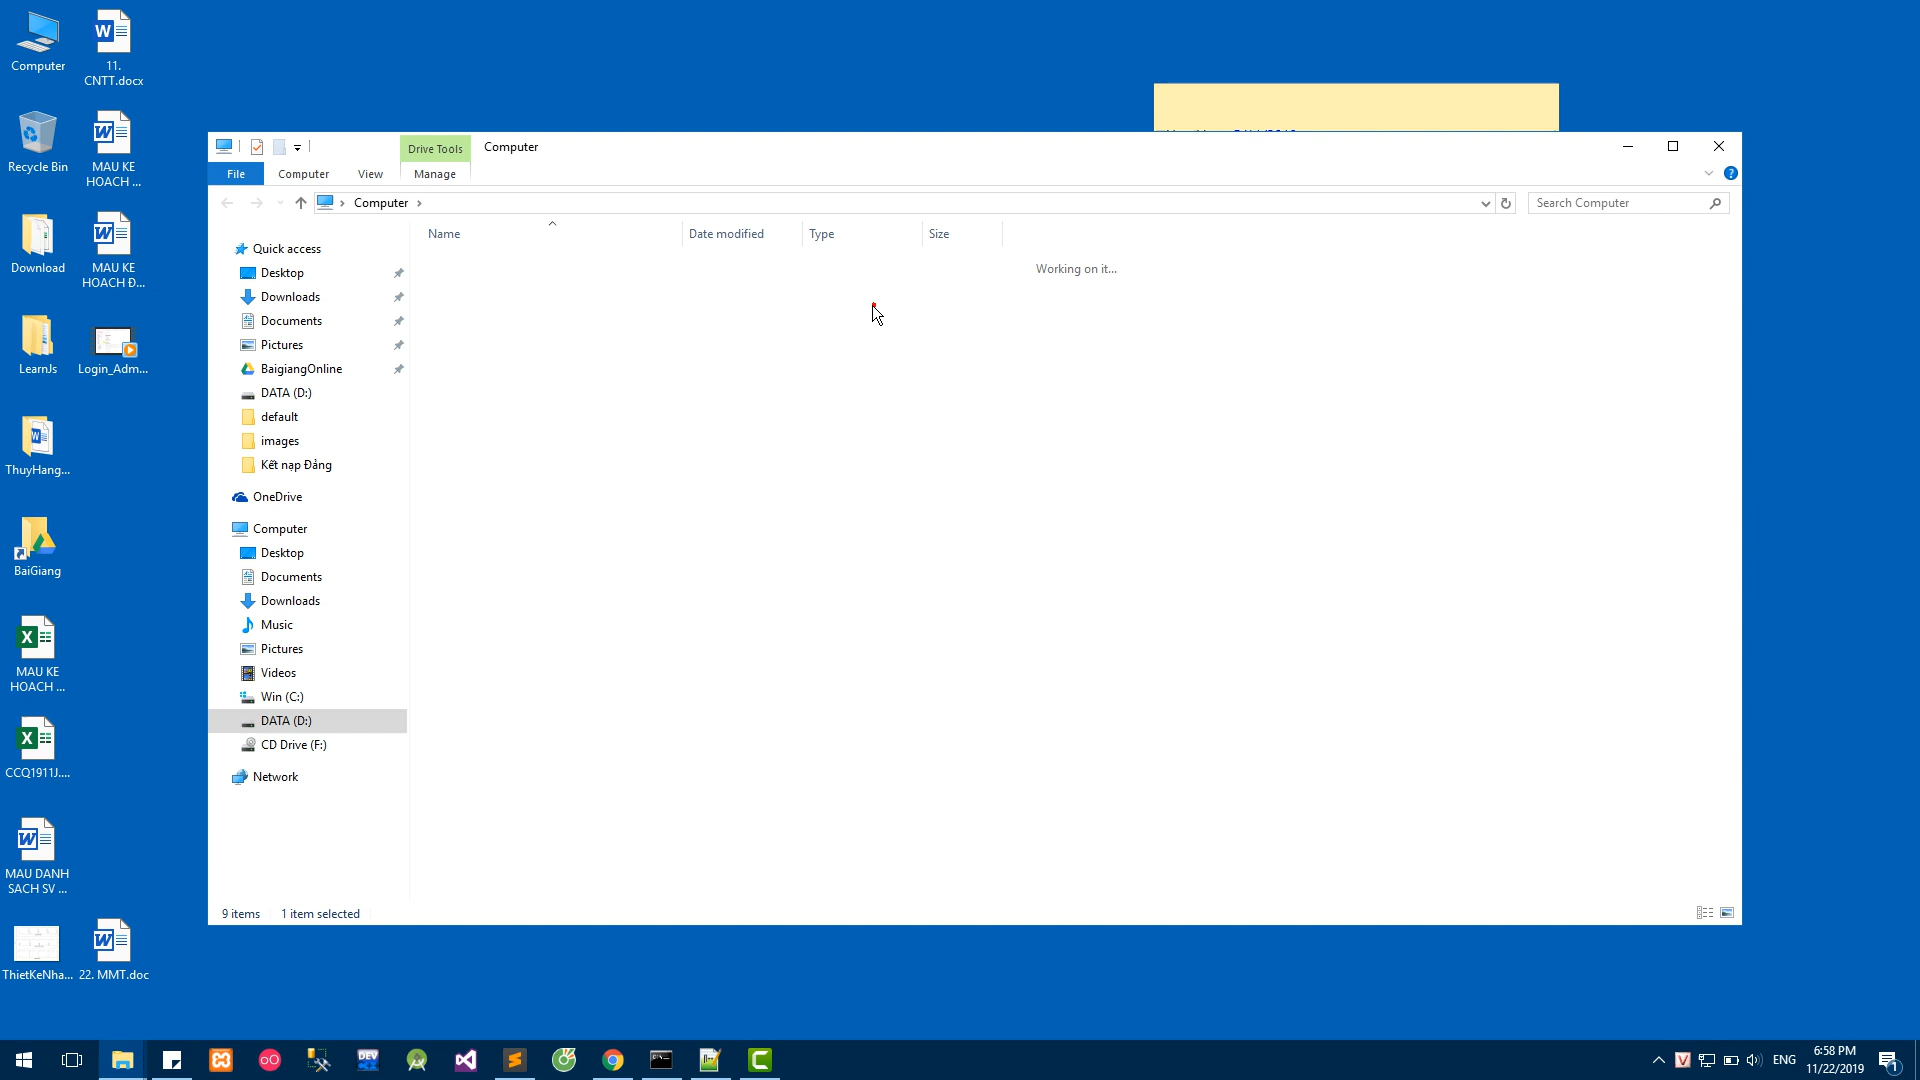 Computer
11.
CNTT.docx
Recycle Bin
MAU KE
HOACH ...
Download
MAU KE
HOACH Đ...
LearnJs
Login_Adm...
ThuyHang...
BaiGiang
MAU KE
HOACH ...
CCQ1911J....
MAU DANH
SACH SV ...
ThietKeNha...
22. MMT.doc
Drive Tools
Computer
File
Computer
View
Manage
Computer
Search Computer
Name
Date modified
Type
Size
Working on it...
Quick access
Desktop
Downloads
Documents
Pictures
BaigiangOnline
DATA (D:)
default
images
Kết nạp Đảng
OneDrive
Computer
Desktop
Documents
Downloads
Music
Pictures
Videos
Win (C:)
DATA (D:)
CD Drive (F:)
Network
9 items
1 item selected
DEV
ENG
6:58 PM
11/22/2019
1